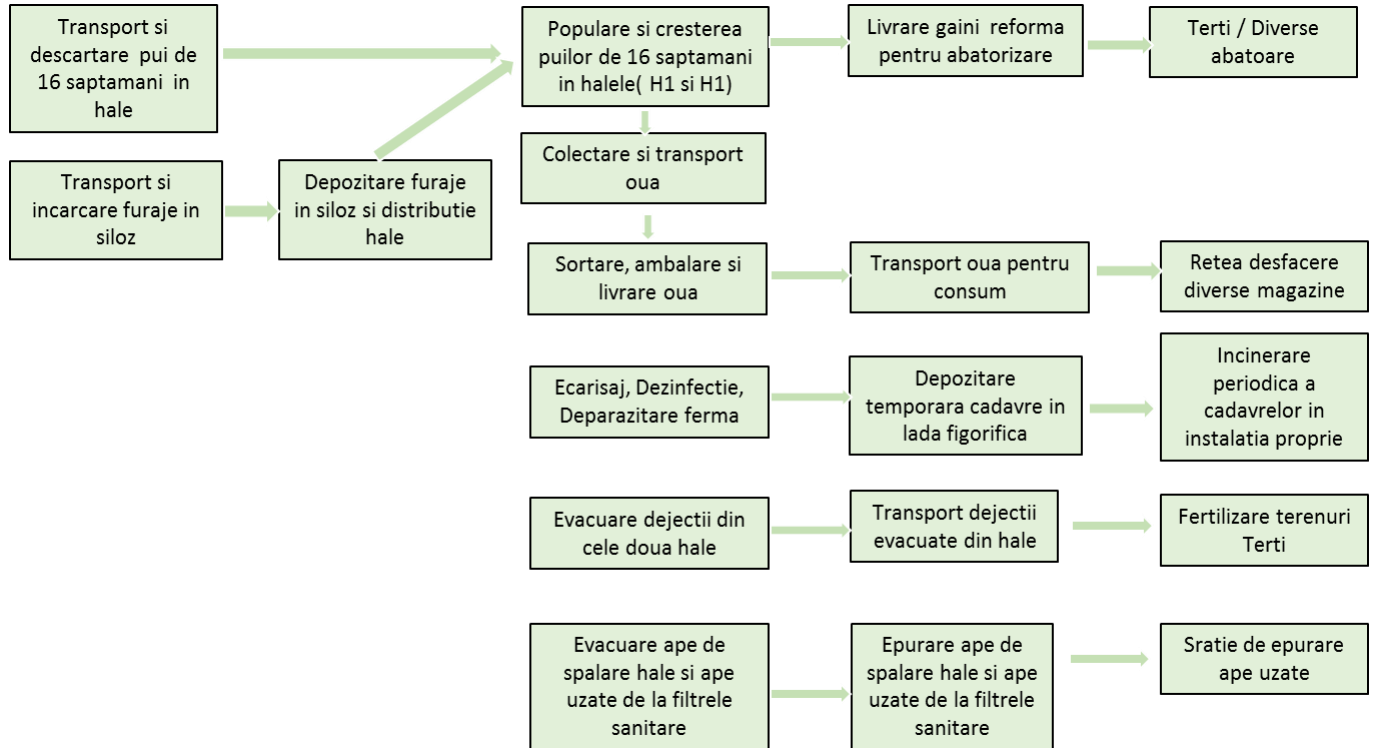 Transport si
descartare pui de
16 saptamani in
hale
Populare si cresterea
puilor de 16 saptamani
in halele( H1 si H1)
Livrare gaini reforma
pentru abatorizare
Terti / Diverse
abatoare
Colectare si transport
oua
Transport si
incarcare furaje in
siloz
Depozitare furaje
in siloz si distributie
hale
Sortare, ambalare si
livrare oua
Transport oua pentru
consum
Retea desfacere
diverse magazine
Ecarisaj, Dezinfectie,
Deparazitare ferma
Depozitare
temporara cadavre in
lada figorifica
Incinerare
periodica a
cadavrelor in
instalatia proprie
Evacuare dejectii din
cele doua hale
Transport dejectii
evacuate din hale
Fertilizare terenuri
Terti
Evacuare ape de
spalare hale si ape
uzate de la filtrele
sanitare
Epurare ape de
spalare hale si ape
uzate de la filtrele
sanitare
Sratie de epurare
ape uzate